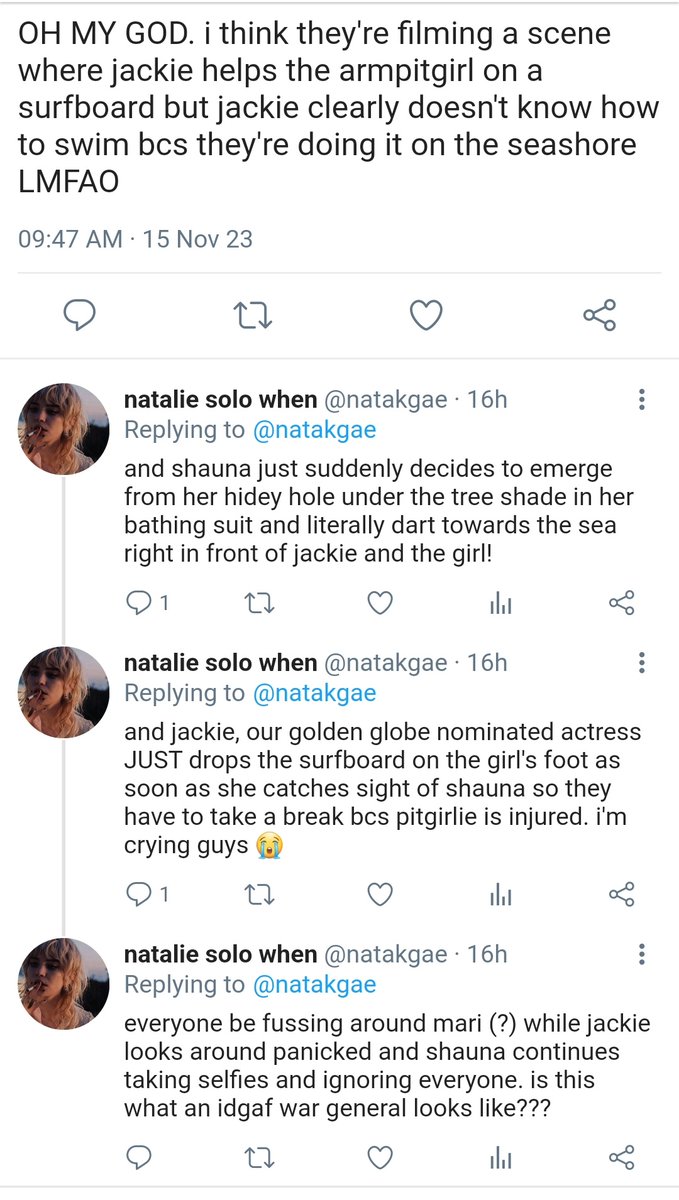 OH MY GOD. i think they're filming a scene
where jackie helps the armpitgirl on a
surfboard but jackie clearly doesn't know how
to swim bcs they're doing it on the seashore
LMFAO
09:47 AM · 15 Nov 23
natalie solo when @natakgae · 16h
Replying to @natakgae
and shauna just suddenly decides to emerge
from her hidey hole under the tree shade in her
bathing suit and literally dart towards the sea
right in front of jackie and the girl!
1
natalie solo when @natakgae · 16h
Replying to @natakgae
and jackie, our golden globe nominated actress
JUST drops the surfboard on the girl's foot as
soon as she catches sight of shauna so they
have to take a break bcs pitgirlie is injured. i'm
crying guys 😭
1
natalie solo when @natakgae · 16h
Replying to @natakgae
everyone be fussing around mari (?) while jackie
looks around panicked and shauna continues
taking selfies and ignoring everyone. is this
what an idgaf war general looks like???